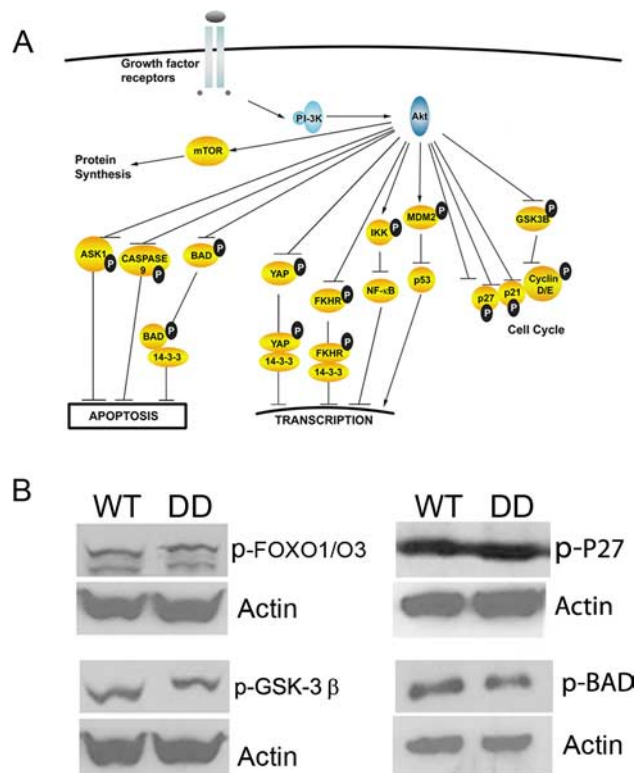 A
Growth factor
receptors
PI-3K
Akt
mTOR
Protein
Synthesis
ASK1
P
CASPASE
9
P
BAD
P
BAD
P
14-3-3
APOPTOSIS
YAP
P
YAP
P
14-3-3
FKHR
P
FKHR
P
14-3-3
IKK
P
NF-κB
MDM2
P
p53
TRANSCRIPTION
GSK3B
P
p27
P
p21
P
Cyclin
D/E
P
Cell Cycle
B
WT DD
p-FOXO1/O3
Actin
p-GSK-3 β
Actin
WT DD
p-P27
Actin
p-BAD
Actin